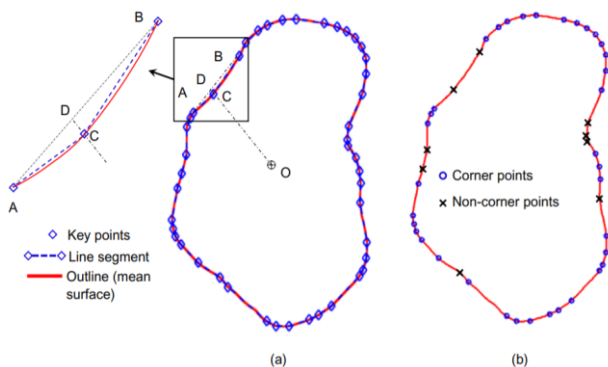 B
D
C
A
B
D
A
C
O
Key points
Line segment
Outline (mean
surface)
Corner points
Non-corner points
(a)
(b)